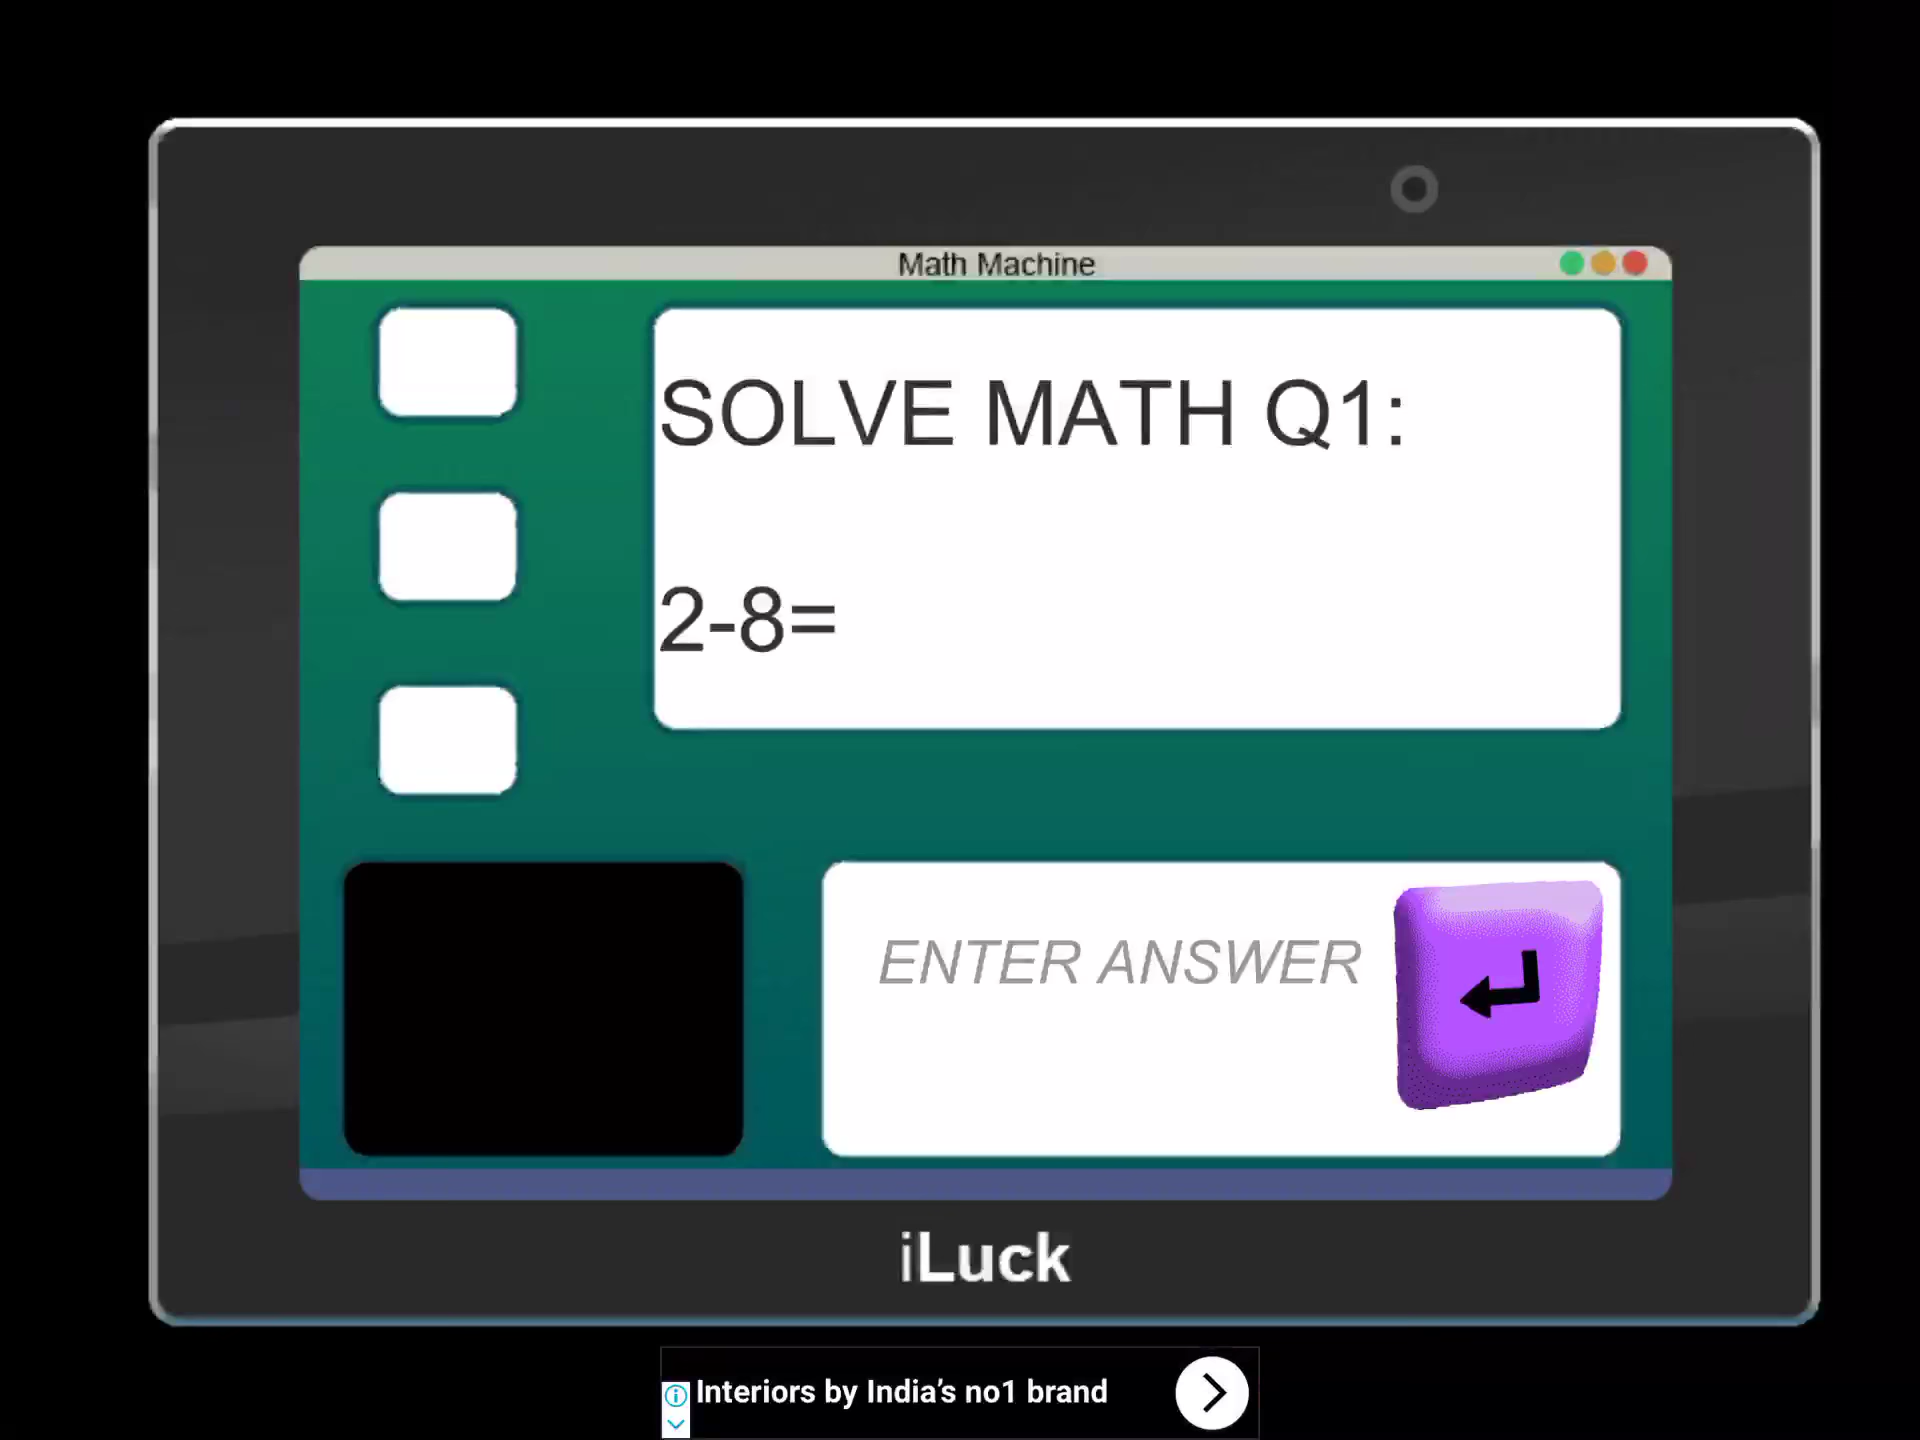 Math Machine
SOLVE MATH Q1:
2-8=
ENTER ANSWER
iLuck
Interiors by India’s no1 brand